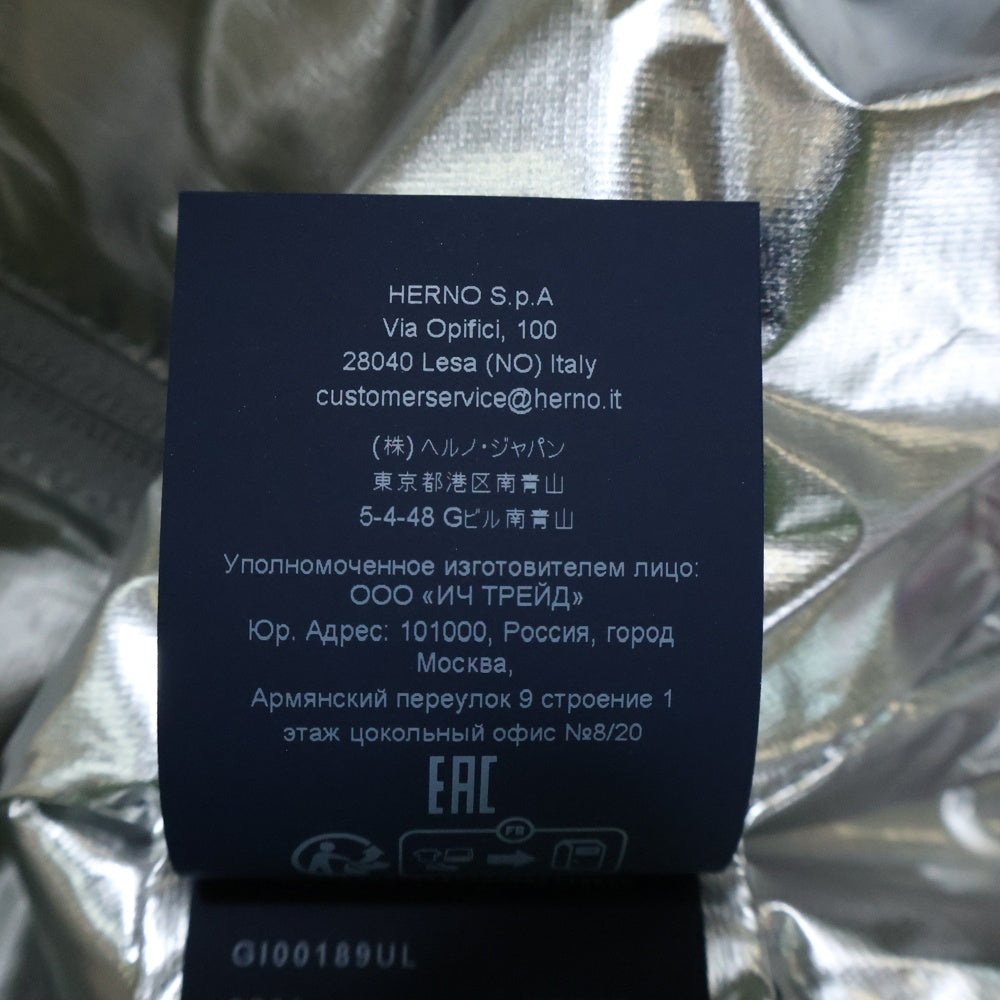 HERNO S.p.A
Via Opifici, 100
28040 Lesa (NO) Italy
customerservice@herno.it
(株)ヘルノ・ジャパン
東京都港区南青山
5-4-48 Gビル南青山
Уполномоченное изготовителем лицо:
ООО «ИЧ ТРЕЙД»
Юр. Адрес: 101000, Россия, город
Москва,
Армянский переулок 9 строение 1
этаж цокольный офис №8/20
EAC
FR
GI00189UL